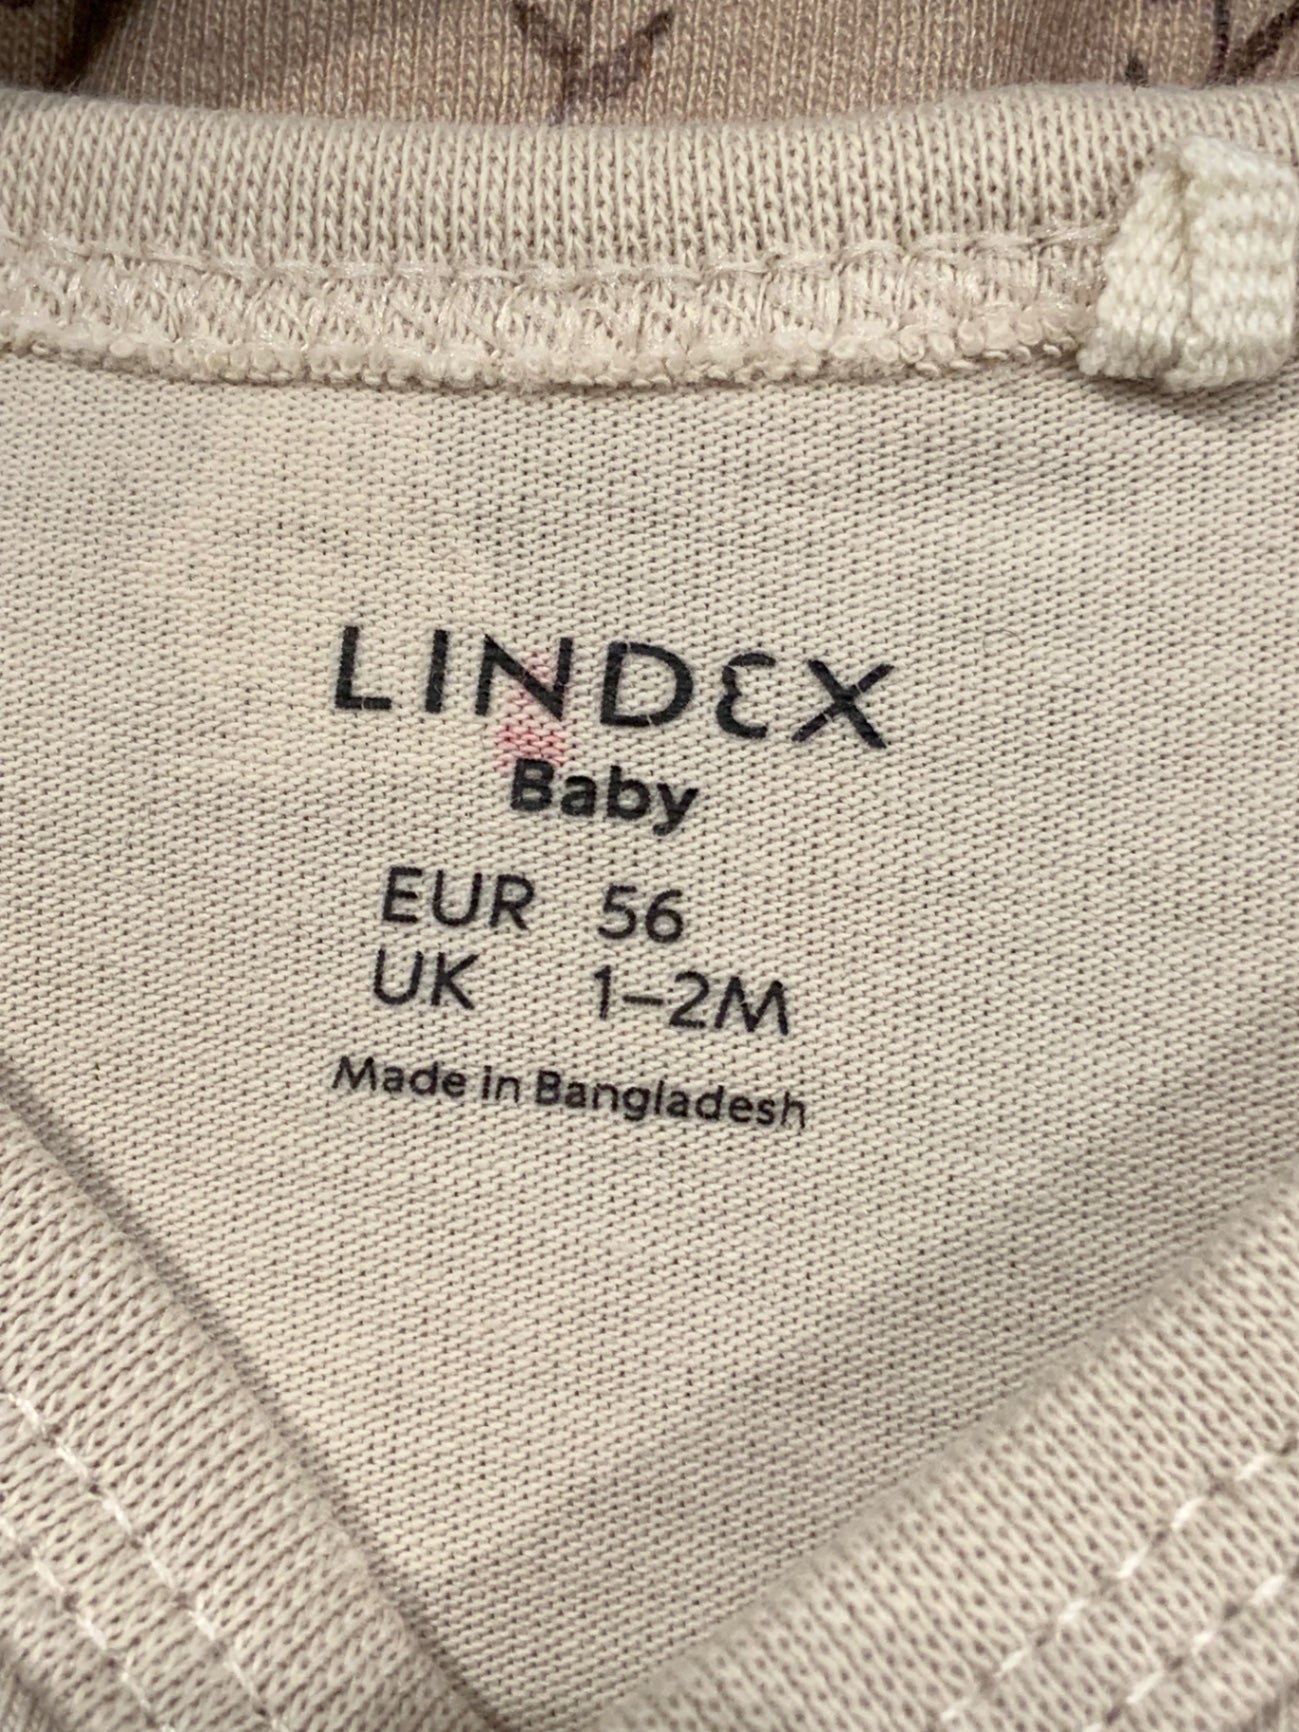 LINDEX
Baby
EUR 56
UK 1–2M
Made in Bangladesh